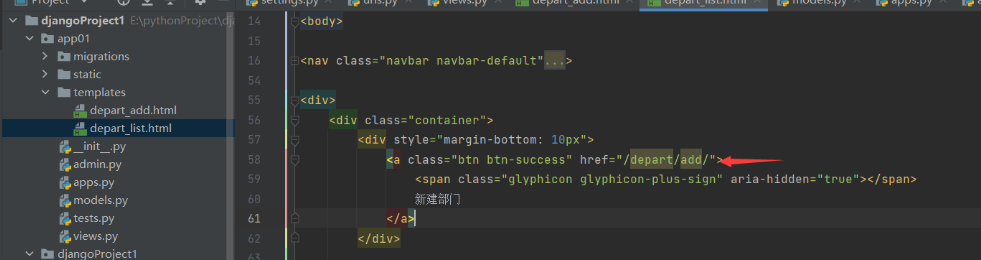 Project
settings.py
urls.py
views.py
depart_add.html
depart_list.html
models.py
apps.py
djangoProject1 E:\pythonProject\dj
app01
migrations
static
templates
depart_add.html
depart_list.html
__init__.py
admin.py
apps.py
models.py
tests.py
views.py
djangoProject1
14 <body>
15
16 <nav class="navbar navbar-default"...>
54
55 <div>
56 <div class="container">
57 <div style="margin-bottom: 10px">
58 <a class="btn btn-success" href="/depart/add/">
59 <span class="glyphicon glyphicon-plus-sign" aria-hidden="true"></span>
60 新建部门
61 </a>
62 </div>
63